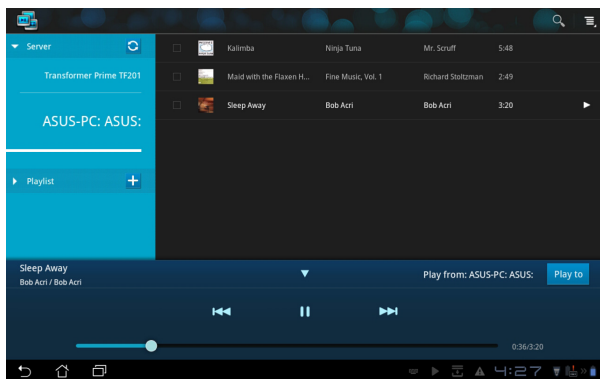 Server
Transformer Prime TF201
ASUS-PC: ASUS:
Playlist
Kalimba Ninja Tuna Mr. Scruff 5:48
Maid with the Flaxen H... Fine Music, Vol. 1 Richard Stoltzman 2:49
Sleep Away Bob Acri Bob Acri 3:20
Sleep Away
Bob Acri / Bob Acri
Play from: ASUS-PC: ASUS:
Play to
0:36/3:20
4:27